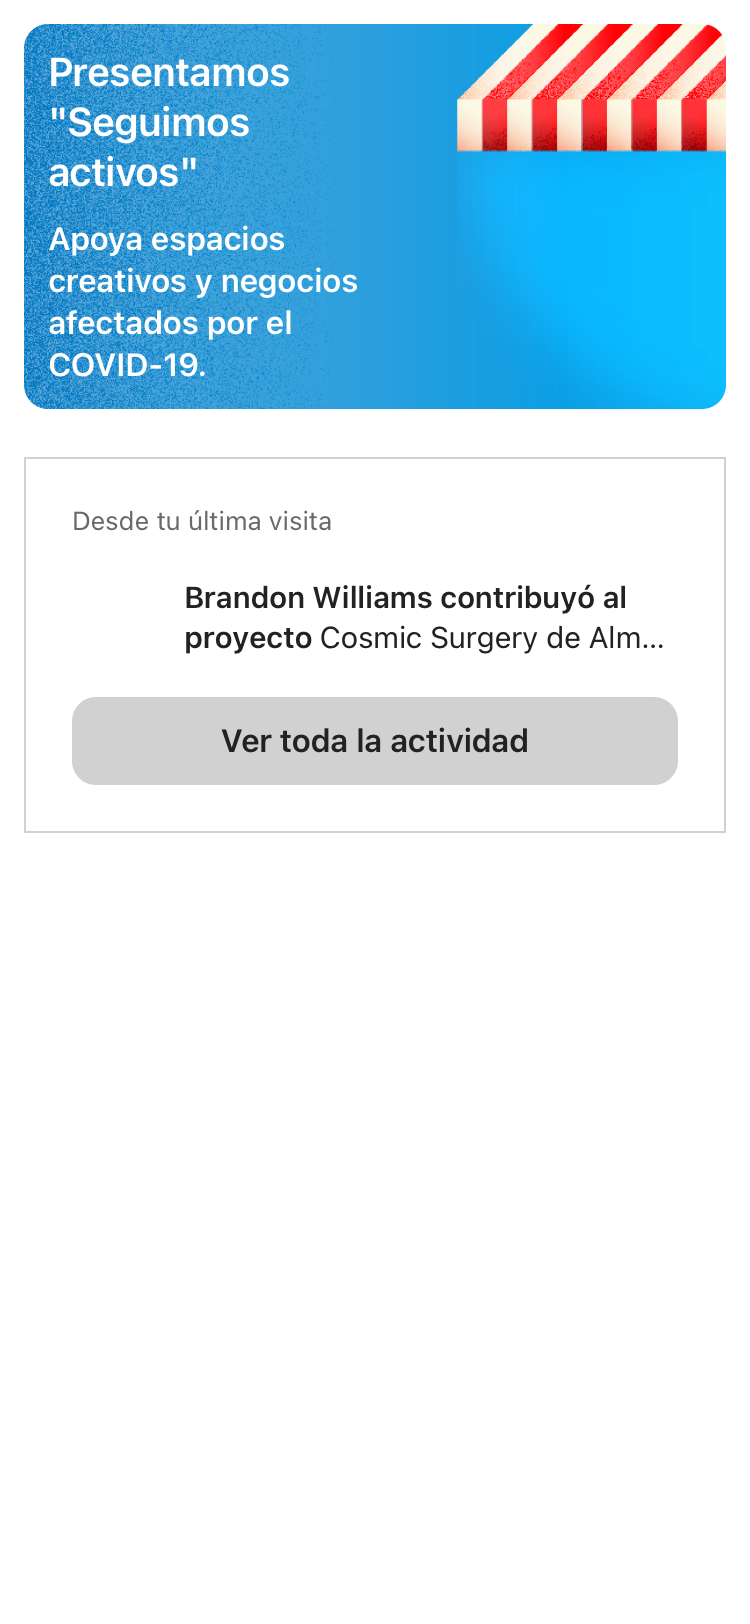 Presentamos
"Seguimos
activos"
Apoya espacios
creativos y negocios
afectados por el
COVID-19.
Desde tu última visita
Brandon Williams contribuyó al
proyecto Cosmic Surgery de Alm...
Ver toda la actividad